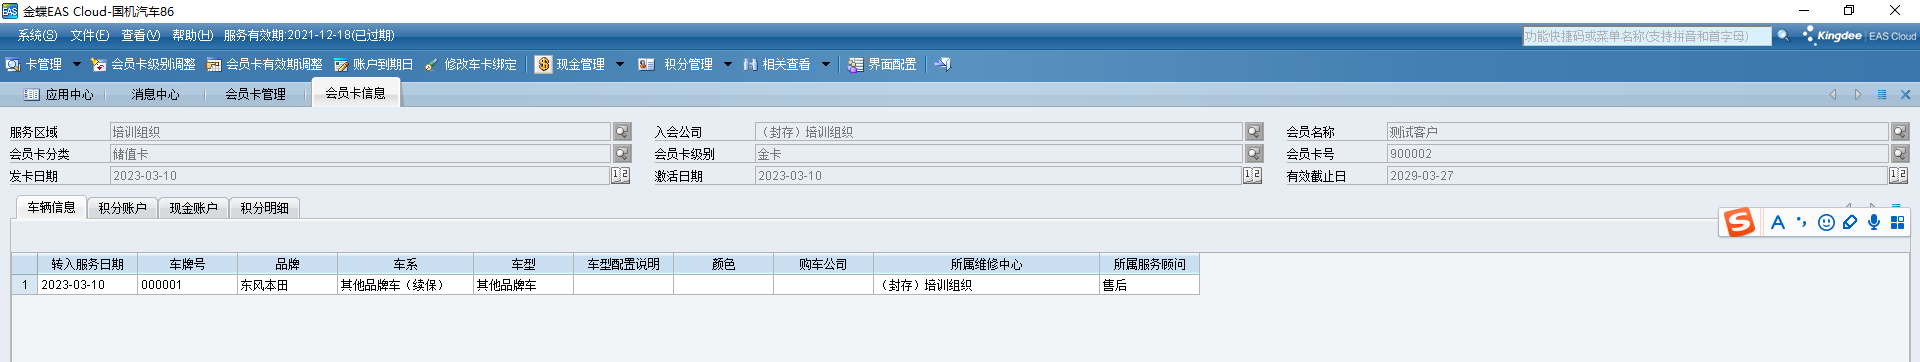 EAS 金蝶EAS Cloud-国机汽车86
系统(S) 文件(F) 查看(V) 帮助(H) 服务有效期:2021-12-18(已过期) 功能快捷码或菜单名称(支持拼音和首字母) Kingdee | EAS Cloud
卡管理 会员卡级别调整 会员卡有效期调整 账户到期日 修改车卡绑定 现金管理 积分管理 相关查看 界面配置
应用中心 消息中心 会员卡管理 会员卡信息
服务区域 培训组织 入会公司 （封存）培训组织 会员名称 测试客户
会员卡分类 储值卡 会员卡级别 金卡 会员卡号 900002
发卡日期 2023-03-10 激活日期 2023-03-10 有效截止日 2029-03-27
车辆信息 积分账户 现金账户 积分明细
S A
转入服务日期 车牌号 品牌 车系 车型 车型配置说明 颜色 购车公司 所属维修中心 所属服务顾问
1 2023-03-10 000001 东风本田 其他品牌车（续保） 其他品牌车 （封存）培训组织 售后